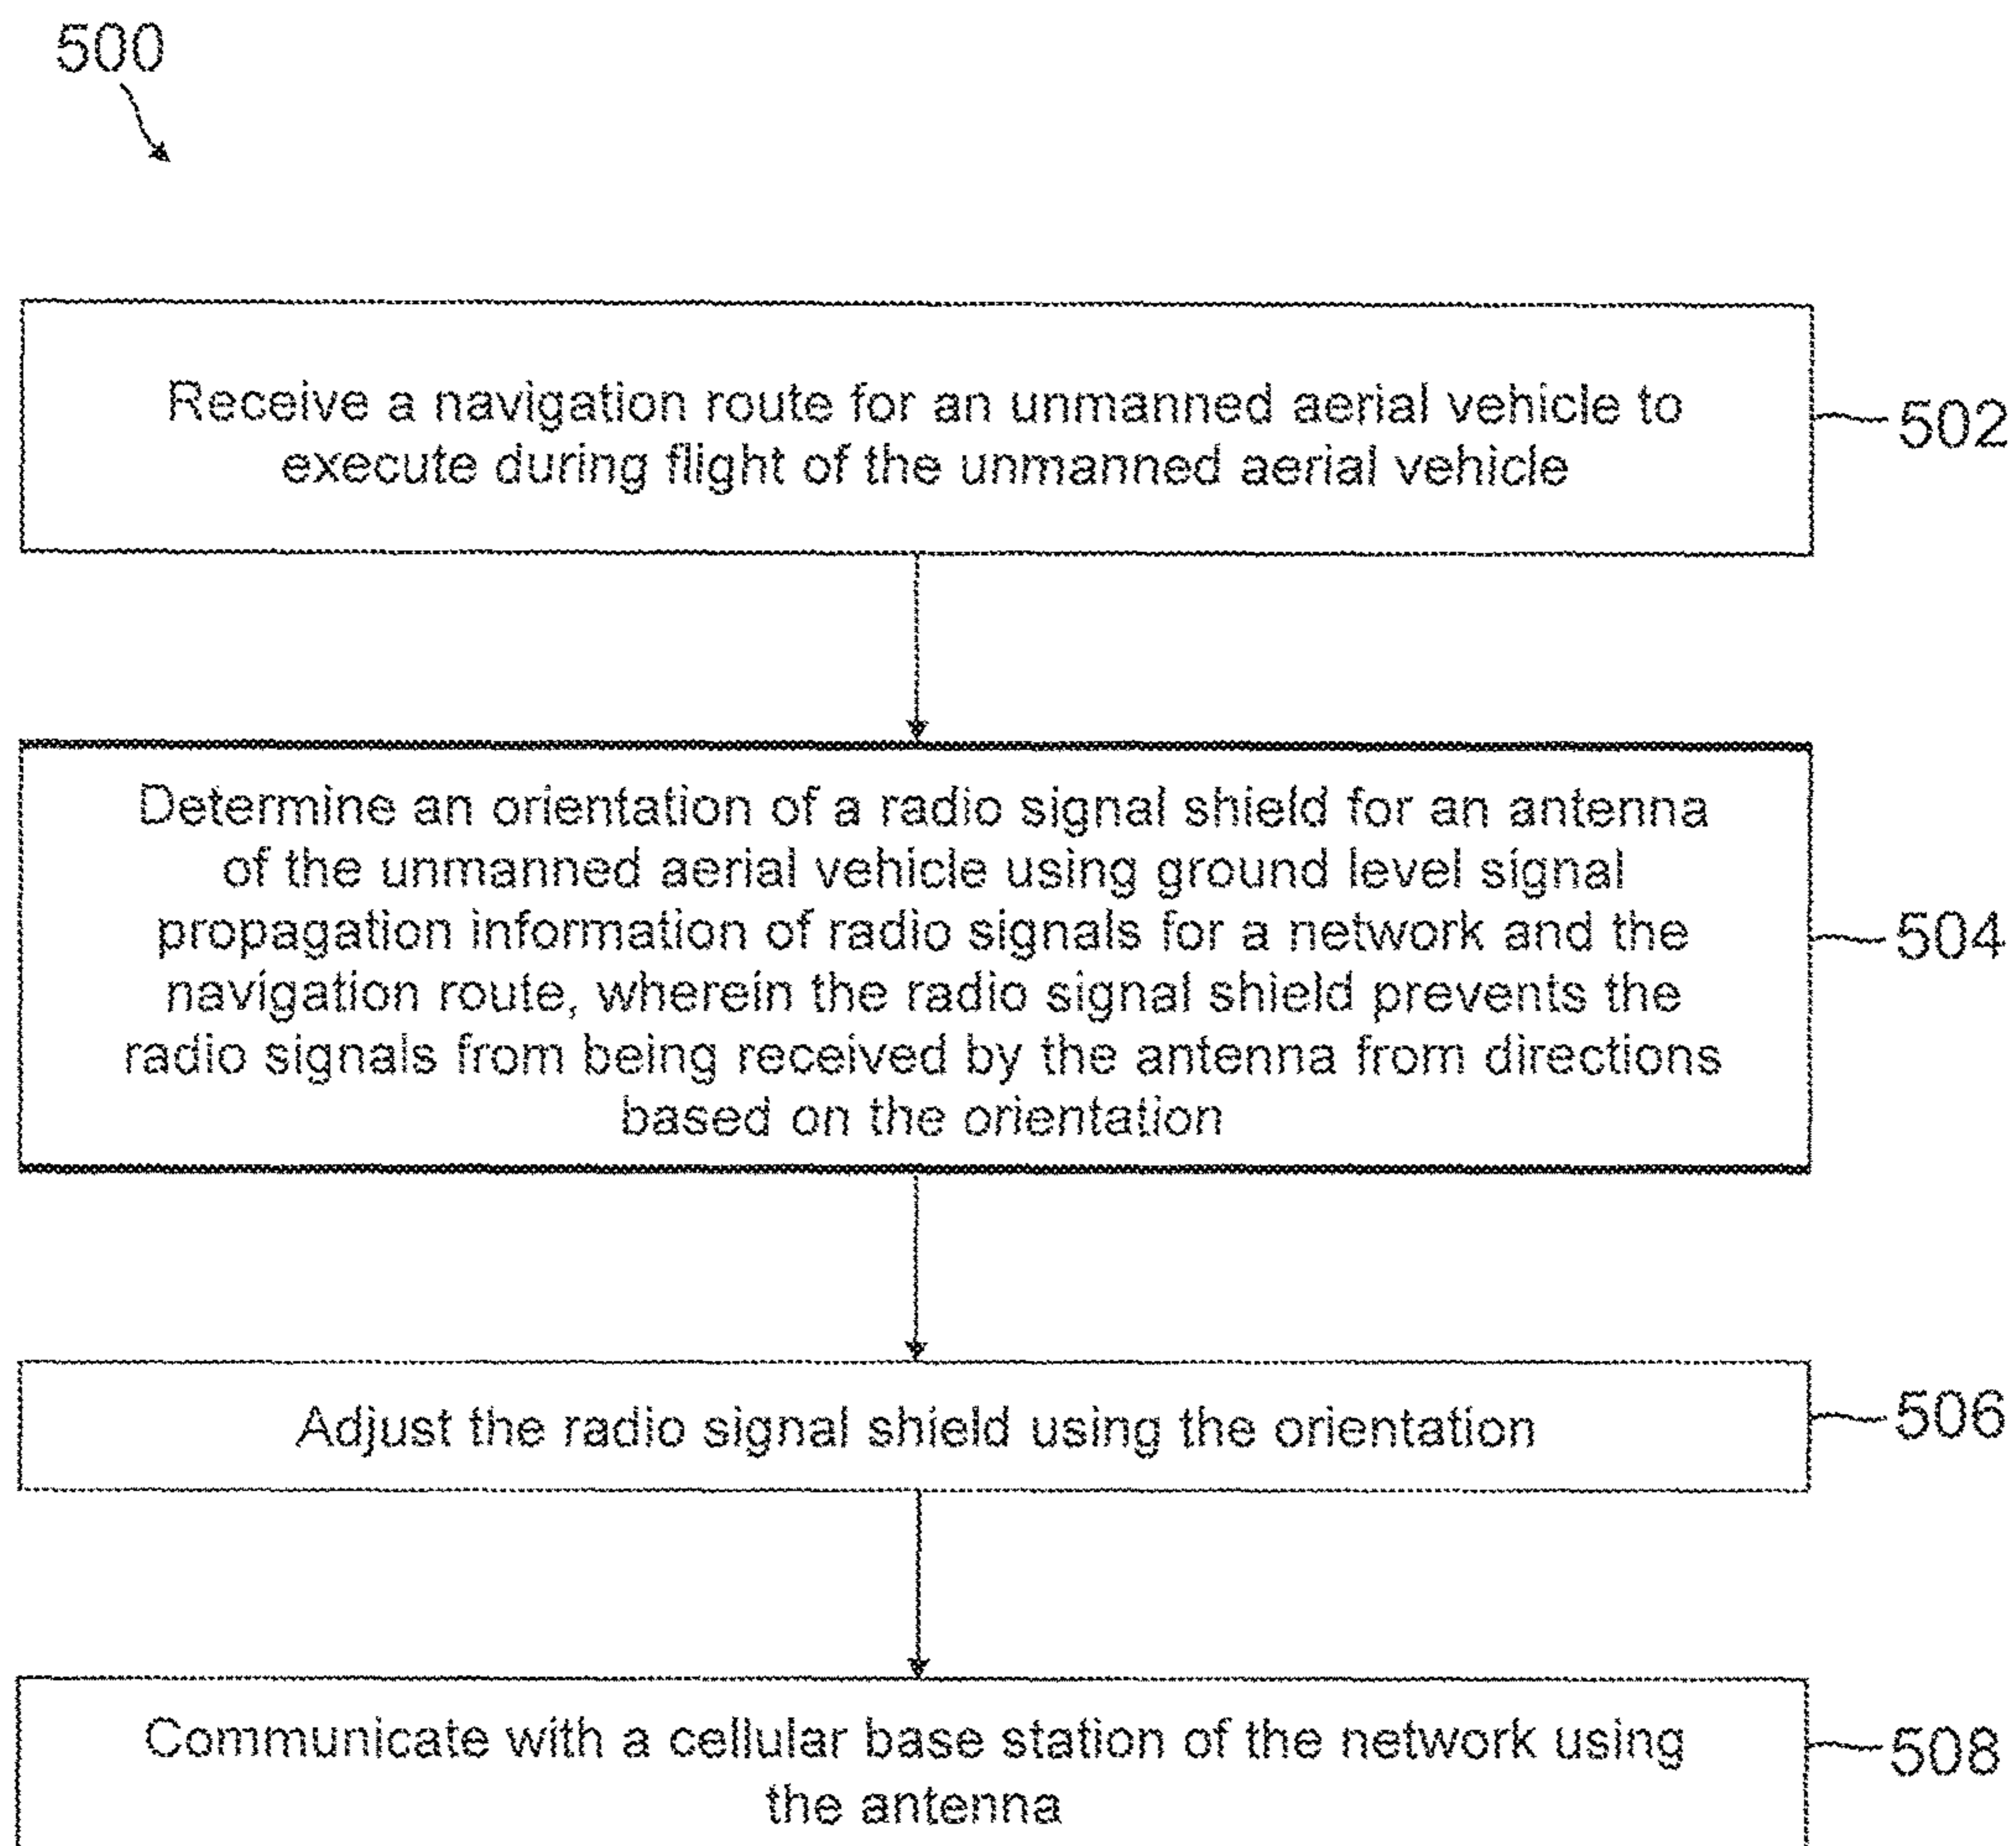 500
Receive a navigation route for an unmanned aerial vehicle to
execute during flight of the unmanned aerial vehicle
502
Determine an orientation of a radio signal shield for an antenna
of the unmanned aerial vehicle using ground level signal
propagation information of radio signals for a network and the
navigation route, wherein the radio signal shield prevents the
radio signals from being received by the antenna from directions
based on the orientation
504
Adjust the radio signal shield using the orientation
506
Communicate with a cellular base station of the network using
the antenna
508